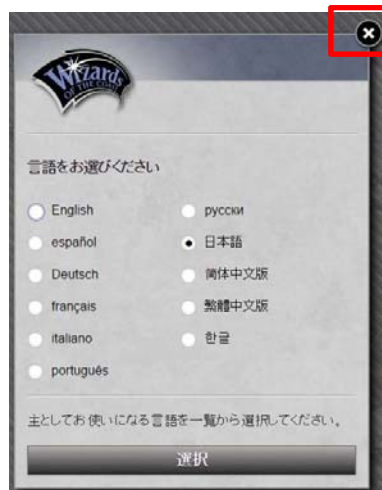 Wizards
OF THE COAST
言語をお選びください
English
русски
español
日本語
Deutsch
简体中文版
français
繁體中文版
italiano
한글
português
主としてお使いになる言語を一覧から選択してください。
選択